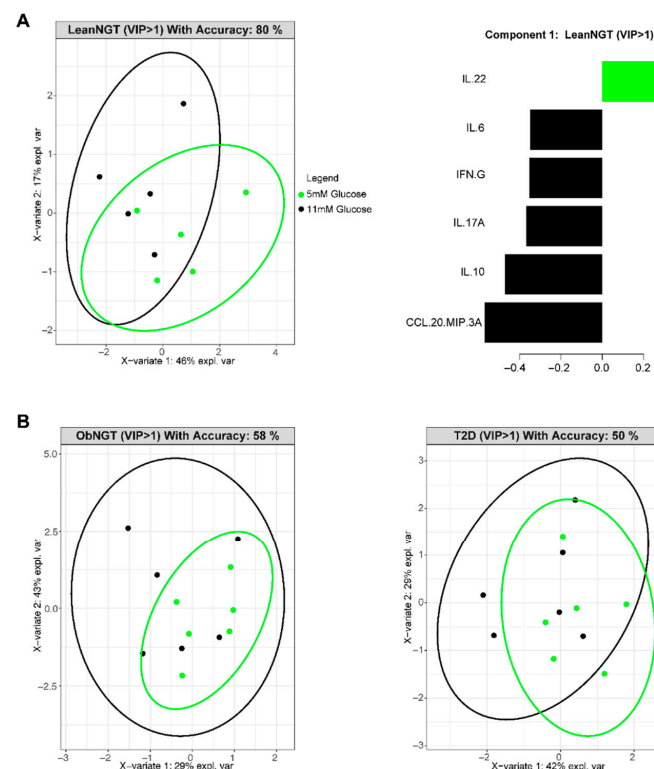 A
LeanNGT (VIP>1) With Accuracy: 80 %
2
1
0
−1
−2
X-variate 2: 17% expl. var
−2
0
2
4
X-variate 1: 46% expl. var
Legend
5mM Glucose
11mM Glucose
Component 1: LeanNGT (VIP>1)
IL.22
IL.6
IFN.G
IL.17A
IL.10
CCL.20.MIP.3A
−0.4
−0.2
0.0
0.2
B
ObNGT (VIP>1) With Accuracy: 58 %
5.0
2.5
0.0
−2.5
X-variate 2: 43% expl. var
−3
−2
−1
0
1
2
X-variate 1: 29% expl. var
T2D (VIP>1) With Accuracy: 50 %
3
2
1
0
−1
−2
−3
X-variate 2: 29% expl. var
−2
0
2
X-variate 1: 42% expl. var